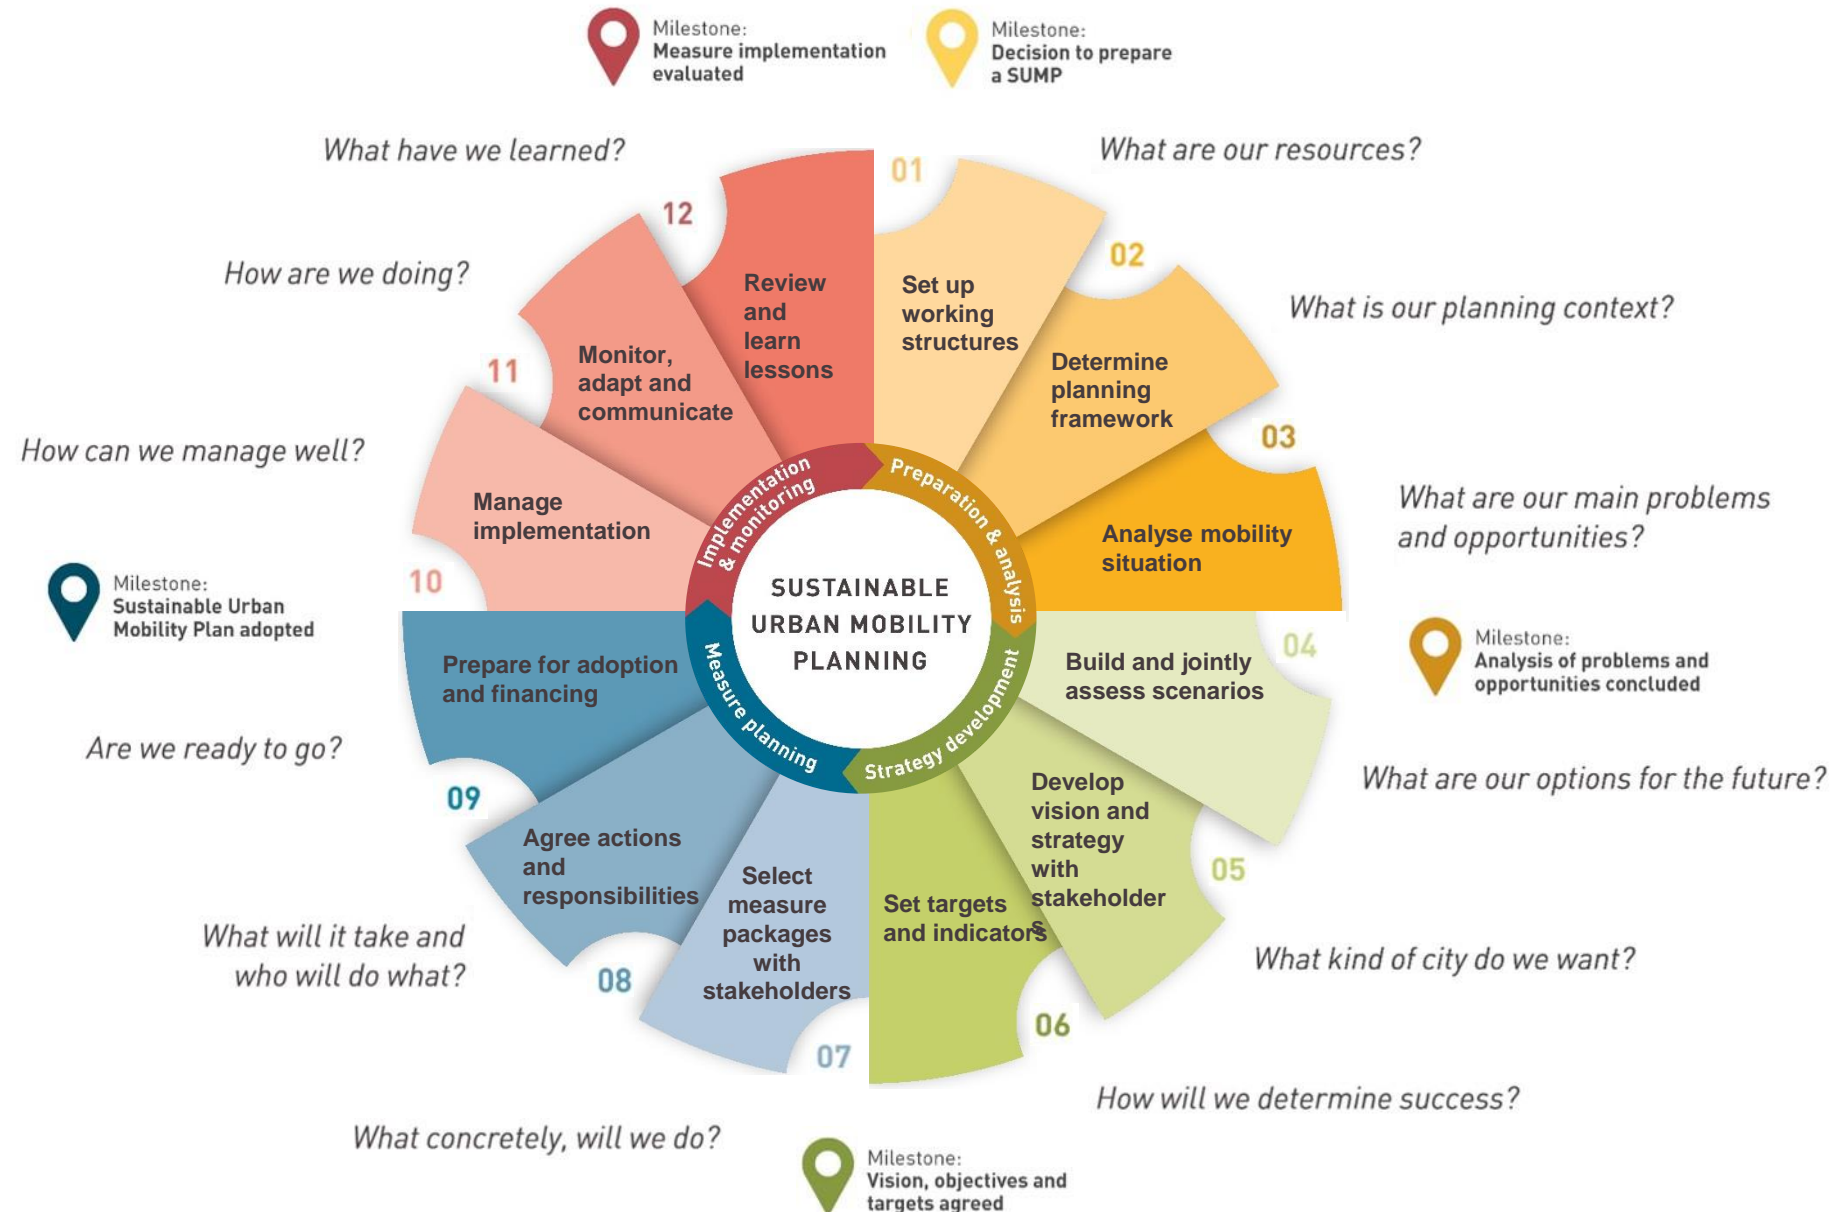 Milestone:
Measure implementation
evaluated
Milestone:
Decision to prepare
a SUMP
What have we learned?
What are our resources?
01
12
02
How are we doing?
What is our planning context?
Review
and
learn
lessons
Set up
working
structures
Monitor,
adapt and
communicate
Determine
planning
framework
11
03
How can we manage well?
What are our main problems
and opportunities?
Manage
implementation
Analyse mobility
situation
Implementation
& monitoring
Preparation & analysis
10
Milestone:
Sustainable Urban
Mobility Plan adopted
SUSTAINABLE
URBAN MOBILITY
PLANNING
04
Milestone:
Analysis of problems and
opportunities concluded
Prepare for adoption
and financing
Build and jointly
assess scenarios
Measure planning
Strategy development
Are we ready to go?
What are our options for the future?
09
05
Agree actions
and
responsibilities
Develop
vision and
strategy
with
stakeholder
s
Select
measure
packages
with
stakeholders
Set targets
and indicators
What will it take and
who will do what?
What kind of city do we want?
08
06
07
How will we determine success?
What concretely, will we do?
Milestone:
Vision, objectives and
targets agreed